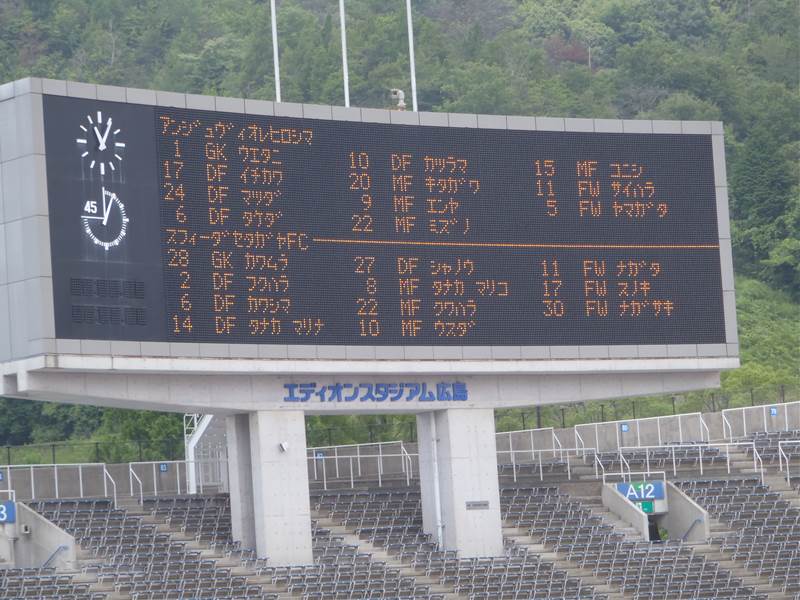 アンジュヴィオレヒロシマ
1 GK ウエタニ 10 DF カツラマ 15 MF コニシ
17 DF イチカワ 20 MF キタガワ 11 FW サイハラ
24 DF マツダ 9 MF エンヤ 5 FW ヤマガタ
6 DF タケダ 22 MF ミズノ
スフィーダセタガヤFC
28 GK カワムラ 27 DF シャノウ 11 FW ナガタ
2 DF フクハラ 8 MF タナカ マリコ 17 FW スノキ
6 DF カワシマ 22 MF クワハラ 30 FW ナガサキ
14 DF タナカ マリナ 10 MF ウスダ
45
エディオンスタジアム広島
A12
3